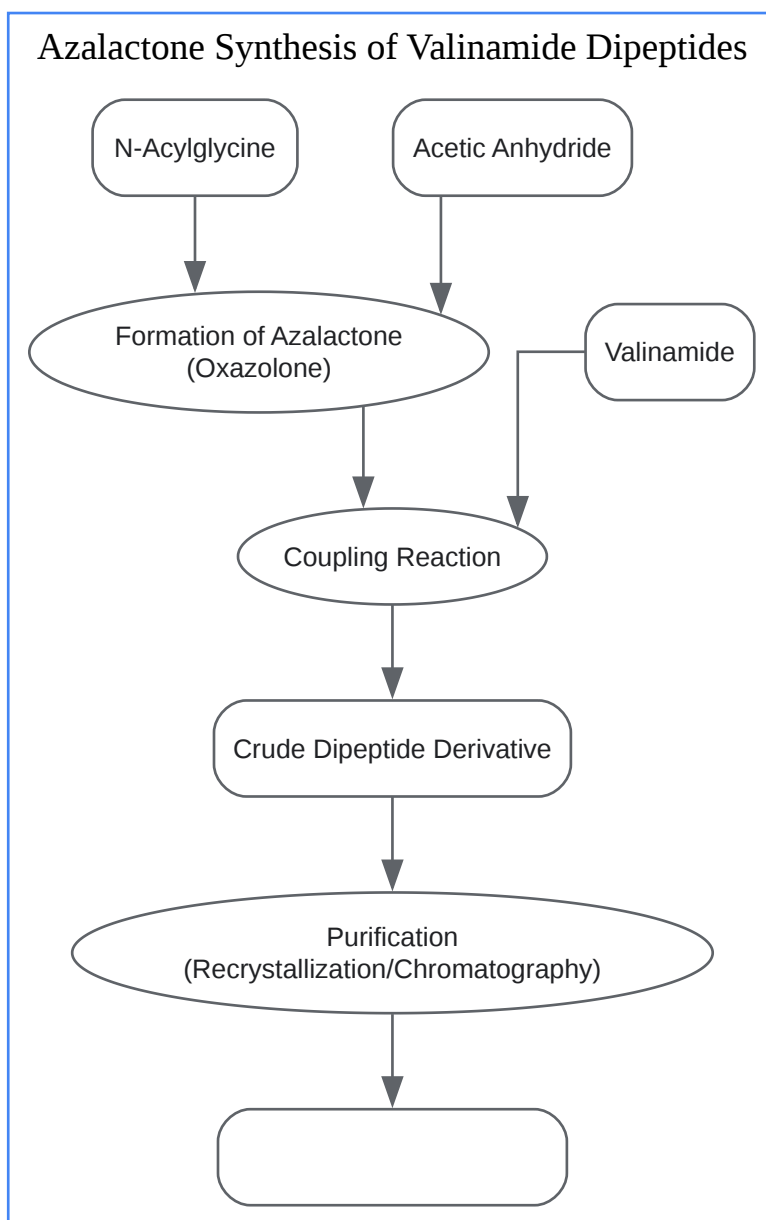 Azalactone Synthesis of Valinamide Dipeptides
N-Acylglycine
Acetic Anhydride
Formation of Azalactone
(Oxazolone)
Valinamide
Coupling Reaction
Crude Dipeptide Derivative
Purification
(Recrystallization/Chromatography)